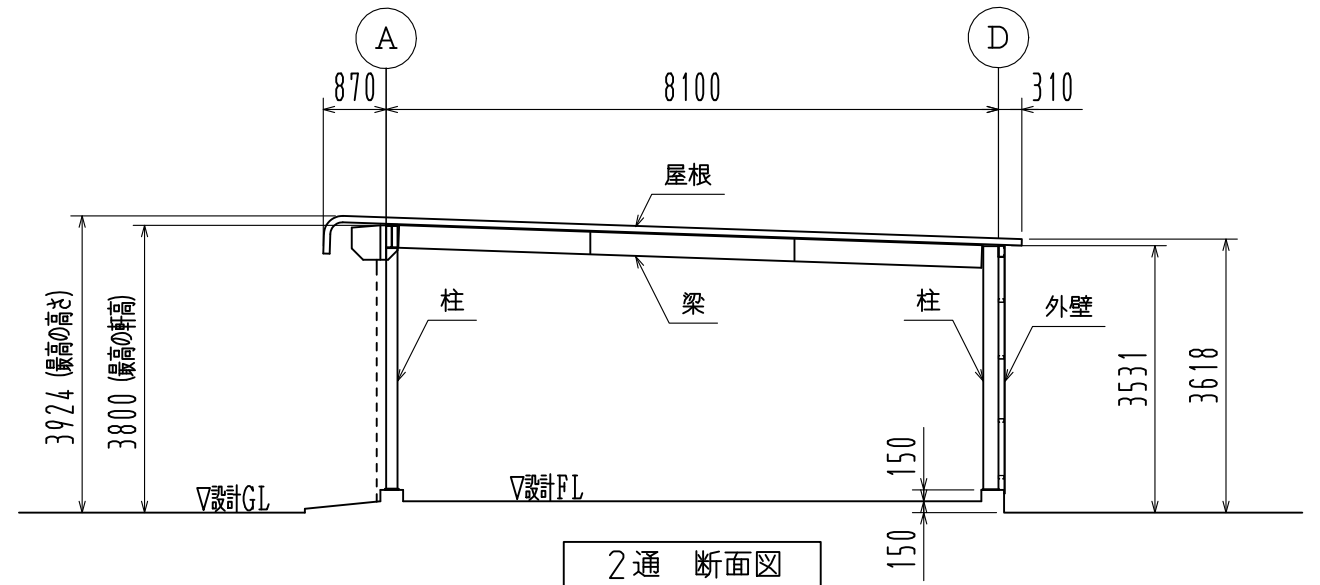 A
D
870
8100
310
屋根
柱
梁
柱
外壁
3924 (最高の高さ)
3800 (最高の軒高)
3531
3618
150
▽設計GL
▽設計FL
150
2通 断面図